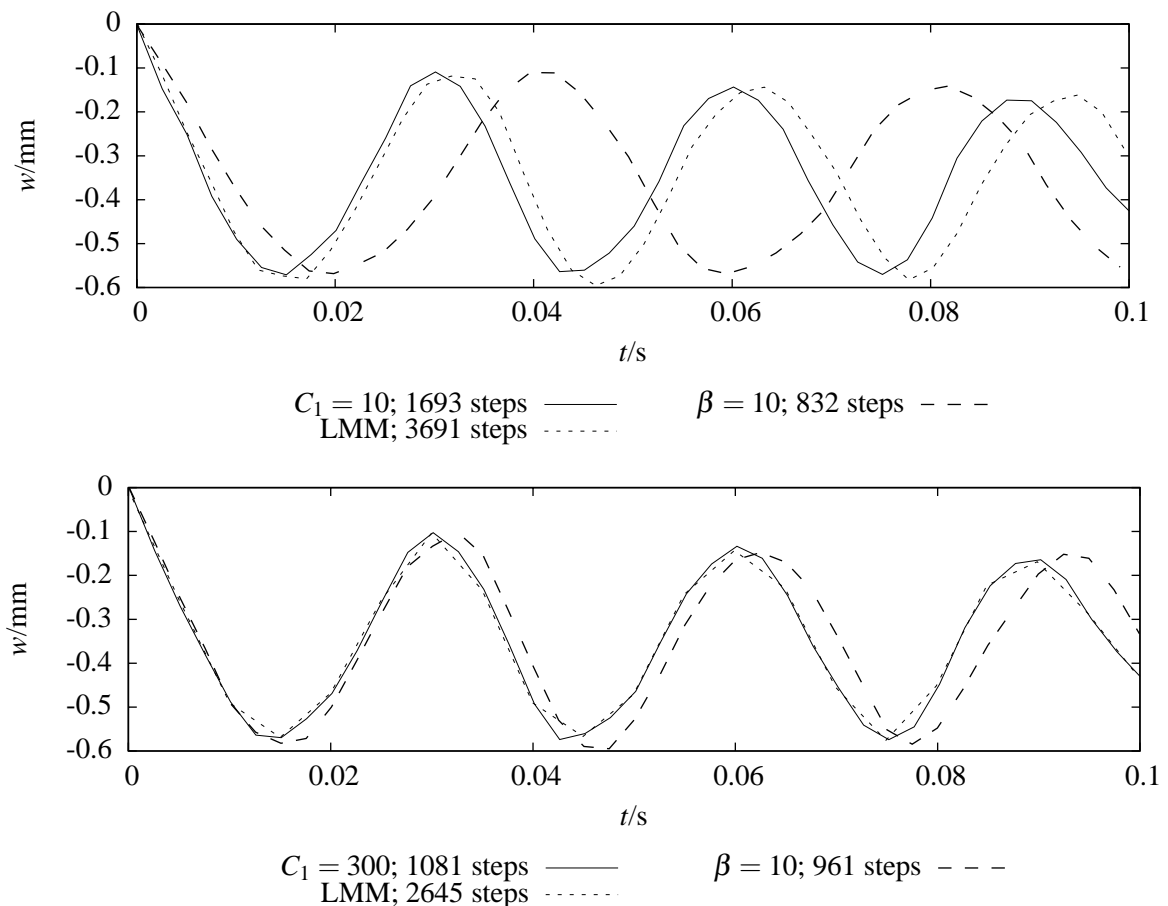 0
-0.1
-0.2
-0.3
-0.4
-0.5
-0.6
w/mm
0 0.02 0.04 0.06 0.08 0.1
t/s
C₁ = 10; 1693 steps β = 10; 832 steps
LMM; 3691 steps
0
-0.1
-0.2
-0.3
-0.4
-0.5
-0.6
w/mm
0 0.02 0.04 0.06 0.08 0.1
t/s
C₁ = 300; 1081 steps β = 10; 961 steps
LMM; 2645 steps